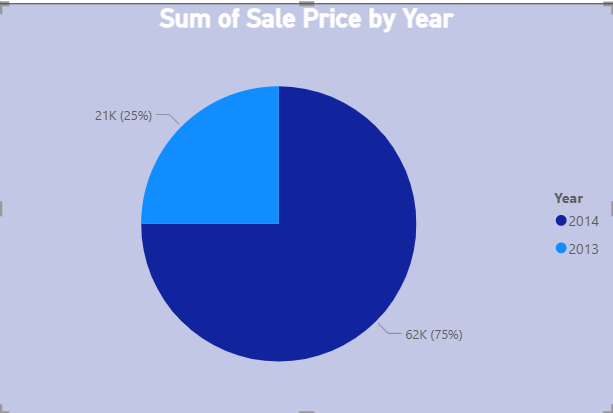 Sum of Sale Price by Year
21K (25%)
Year
2014
2013
62K (75%)